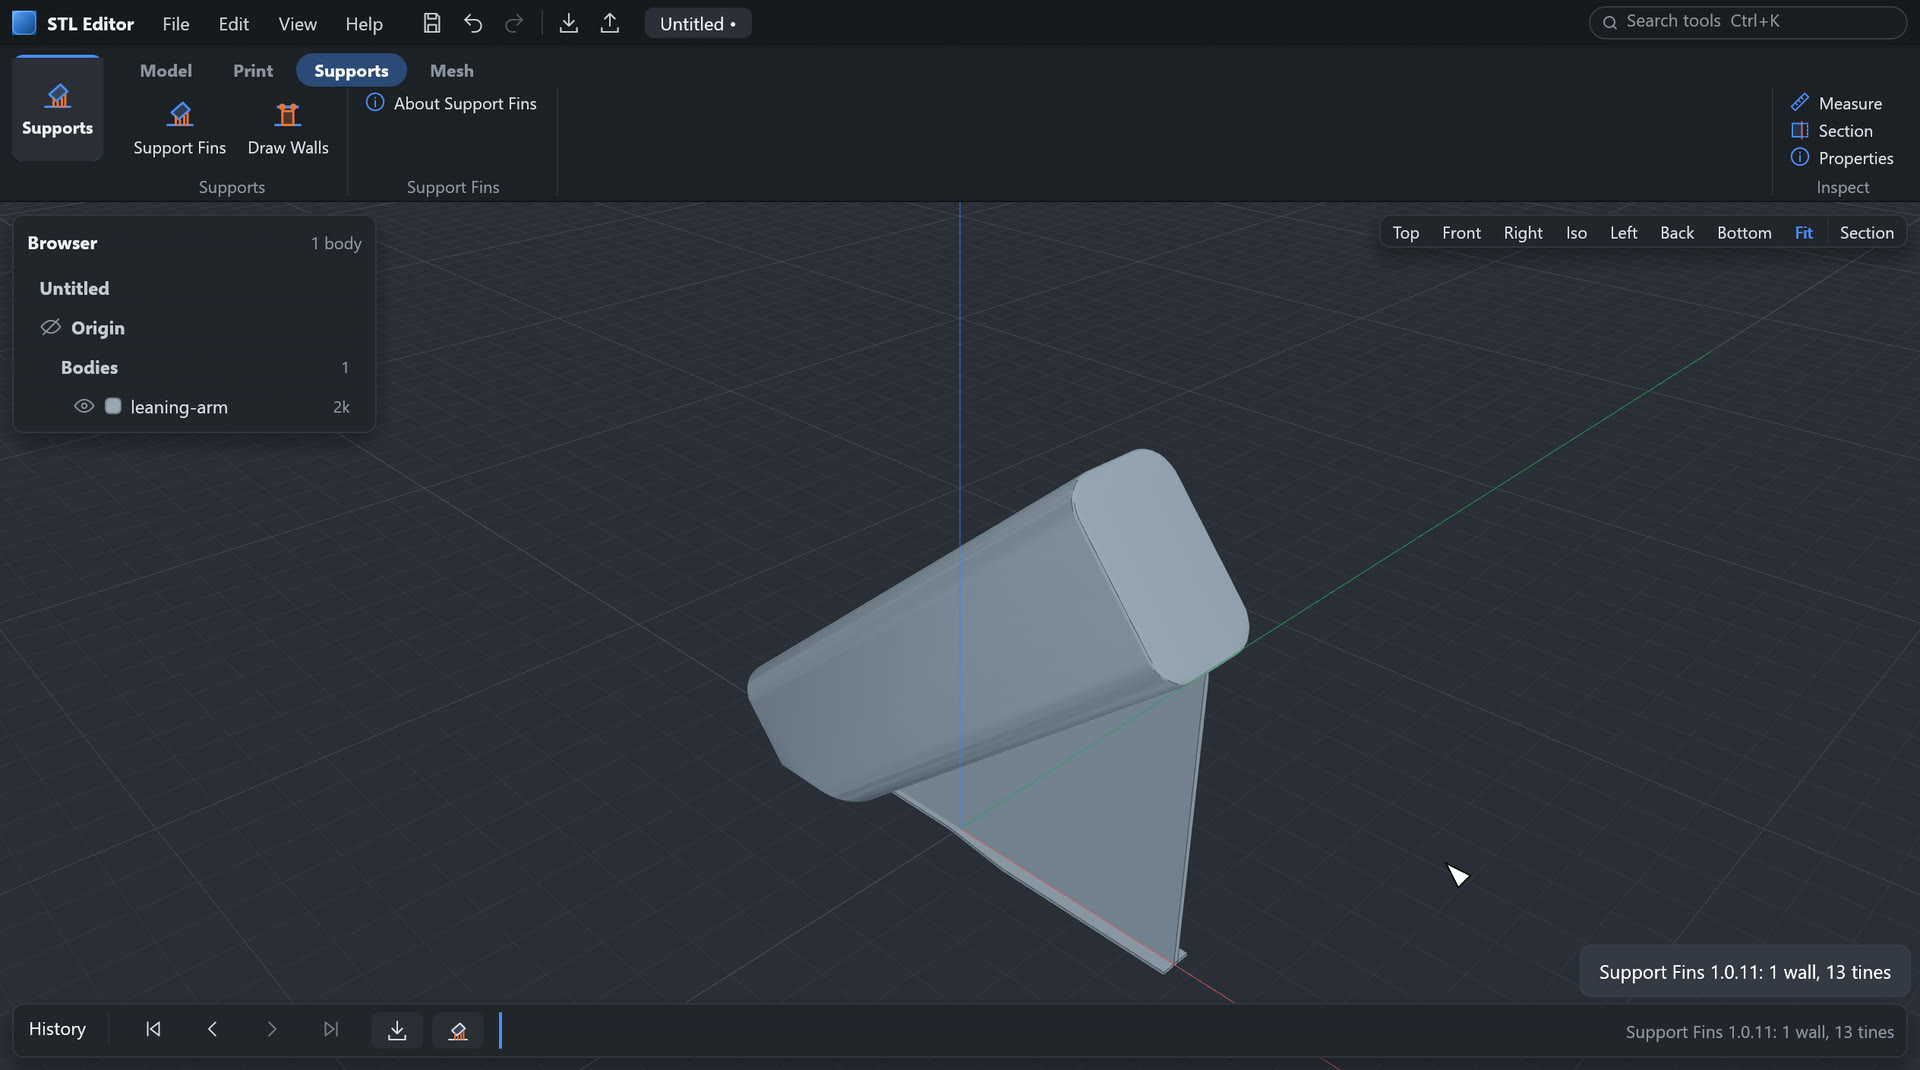 STL Editor File Edit View Help Untitled • Search tools Ctrl+K
Model Print Supports Mesh
Supports
Support Fins Draw Walls
Supports
About Support Fins
Support Fins
Measure
Section
Properties
Inspect
Browser 1 body
Untitled
Origin
Bodies 1
leaning-arm 2k
Top Front Right Iso Left Back Bottom Fit Section
Support Fins 1.0.11: 1 wall, 13 tines
History Support Fins 1.0.11: 1 wall, 13 tines